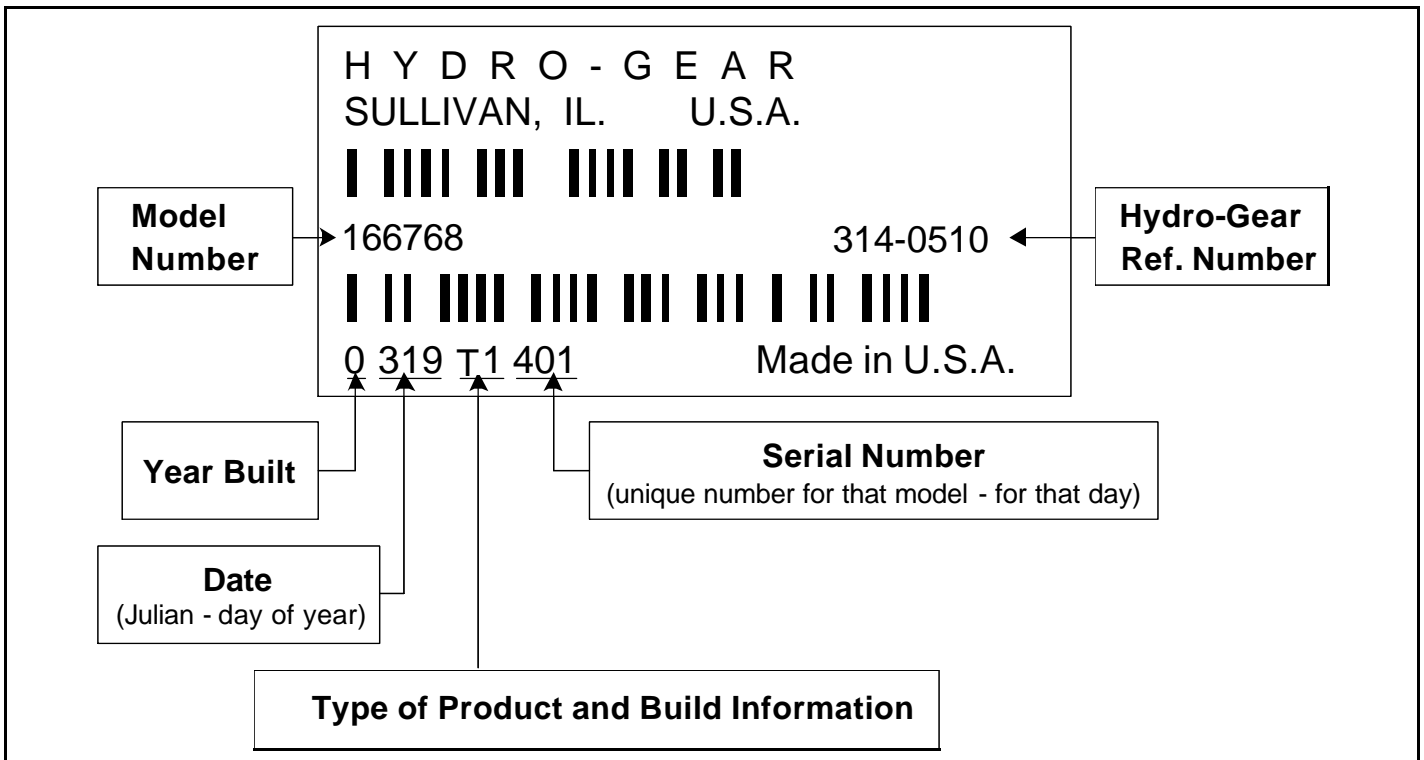 H Y D R O - G E A R
SULLIVAN, IL. U.S.A.
Model
Number
166768
314-0510
Hydro-Gear
Ref. Number
0 319 T1 401
Made in U.S.A.
Year Built
Serial Number
(unique number for that model - for that day)
Date
(Julian - day of year)
Type of Product and Build Information